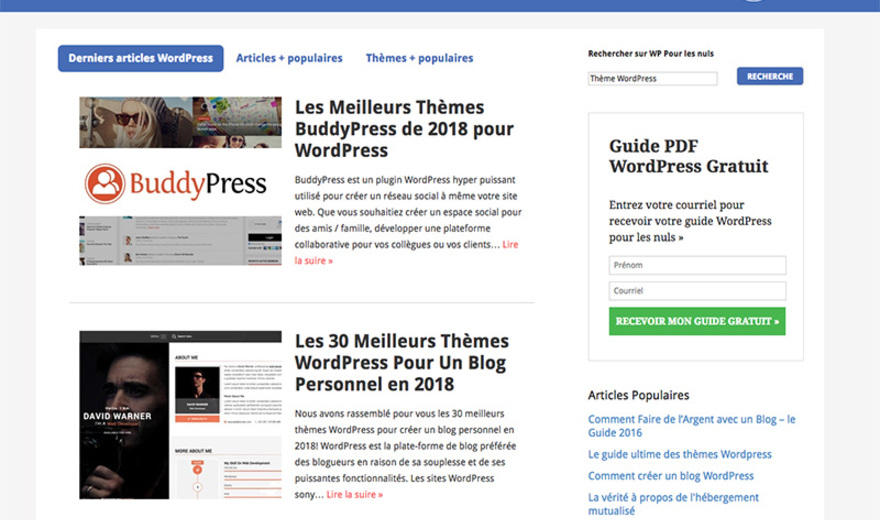 Derniers articles WordPress
Articles + populaires
Thèmes + populaires
Rechercher sur WP Pour les nuls
Thème WordPress
RECHERCHE
Les Meilleurs Thèmes
BuddyPress de 2018 pour
WordPress
BuddyPress
BuddyPress est un plugin WordPress hyper puissant
utilisé pour créer un réseau social à même votre site
web. Que vous souhaitiez créer un espace social pour
des amis / famille, développer une plateforme
collaborative pour vos collègues ou vos clients… Lire
la suire »
Guide PDF
WordPress Gratuit
Entrez votre courriel pour
recevoir votre guide WordPress
pour les nuls »
Prénom
Courriel
RECEVOIR MON GUIDE GRATUIT »
Les 30 Meilleurs Thèmes
WordPress Pour Un Blog
Personnel en 2018
ABOUT ME
DAVID WARNER
MORE ABOUT ME
Nous avons rassemblé pour vous les 30 meilleurs
thèmes WordPress pour créer un blog personnel en
2018! WordPress est la plate-forme de blog préférée
des blogueurs en raison de sa souplesse et de ses
puissantes fonctionnalités. Les sites WordPress
sony… Lire la suire »
Articles Populaires
Comment Faire de l’Argent avec un Blog – le
Guide 2016
Le guide ultime des thèmes Wordpress
Comment créer un blog WordPress
La vérité à propos de l'hébergement
mutualisé